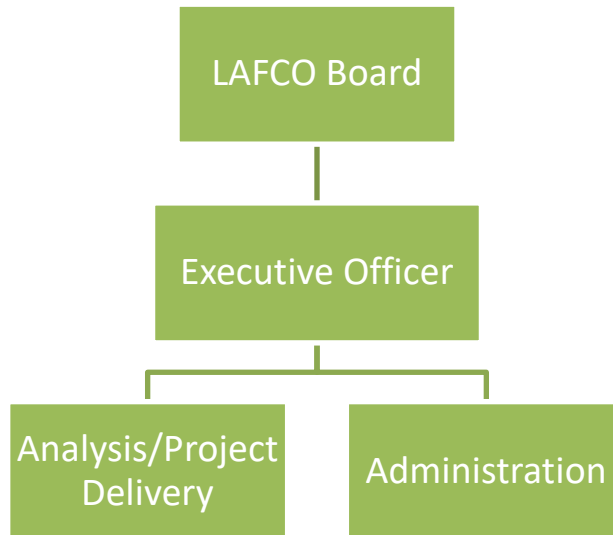 LAFCO Board
Executive Officer
Analysis/Project
Delivery
Administration